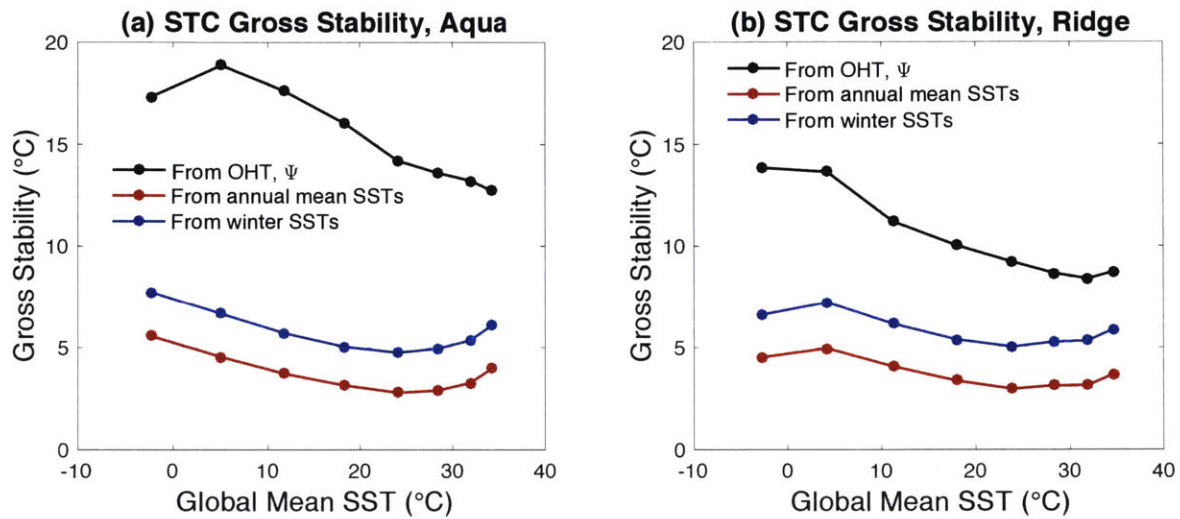 (a) STC Gross Stability, Aqua
20
15
10
5
0
Gross Stability (°C)
From OHT, Ψ
From annual mean SSTs
From winter SSTs
-10 0 10 20 30 40
Global Mean SST (°C)
(b) STC Gross Stability, Ridge
20
15
10
5
0
Gross Stability (°C)
From OHT, Ψ
From annual mean SSTs
From winter SSTs
-10 0 10 20 30 40
Global Mean SST (°C)